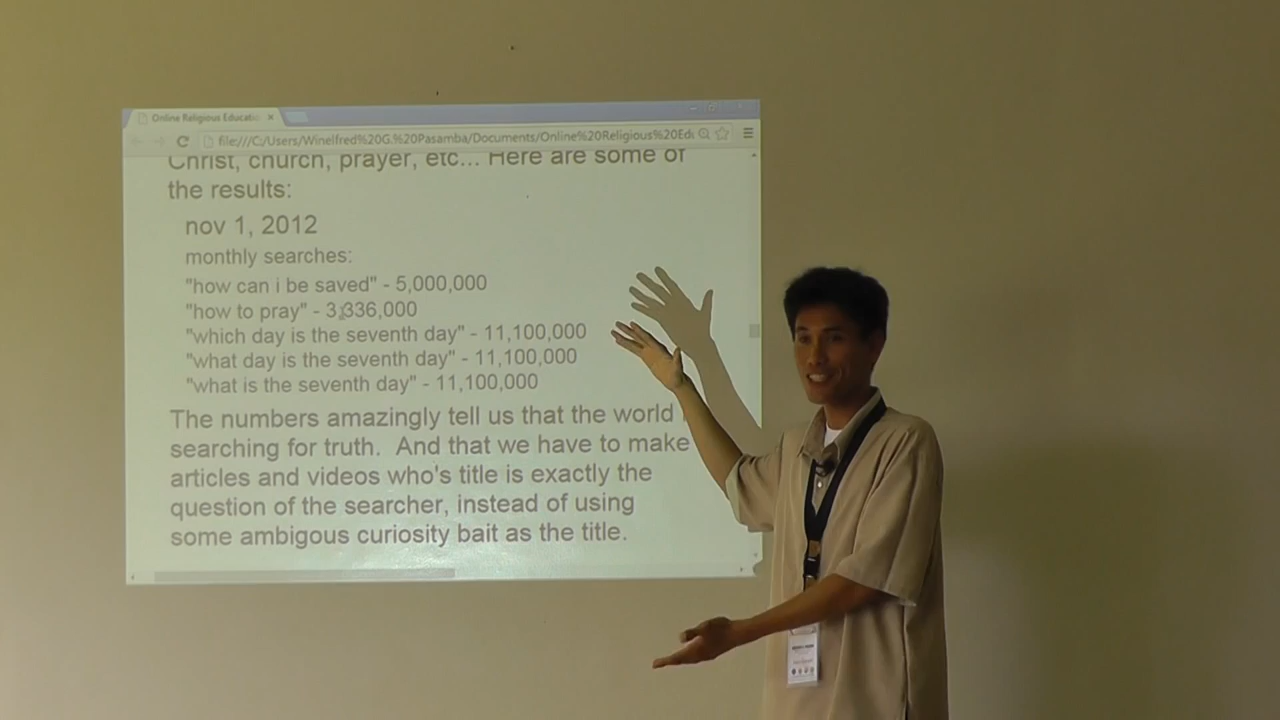 Online Religious Educatio
file:///C:/Users/Winelfred%20G.%20Pasamba/Documents/Online%20Religious%20Edu
Christ, church, prayer, etc... Here are some of
the results:
nov 1, 2012
monthly searches:
"how can i be saved" - 5,000,000
"how to pray" - 3,336,000
"which day is the seventh day" - 11,100,000
"what day is the seventh day" - 11,100,000
"what is the seventh day" - 11,100,000
The numbers amazingly tell us that the world
searching for truth.  And that we have to make
articles and videos who's title is exactly the
question of the searcher, instead of using
some ambigous curiosity bait as the title.